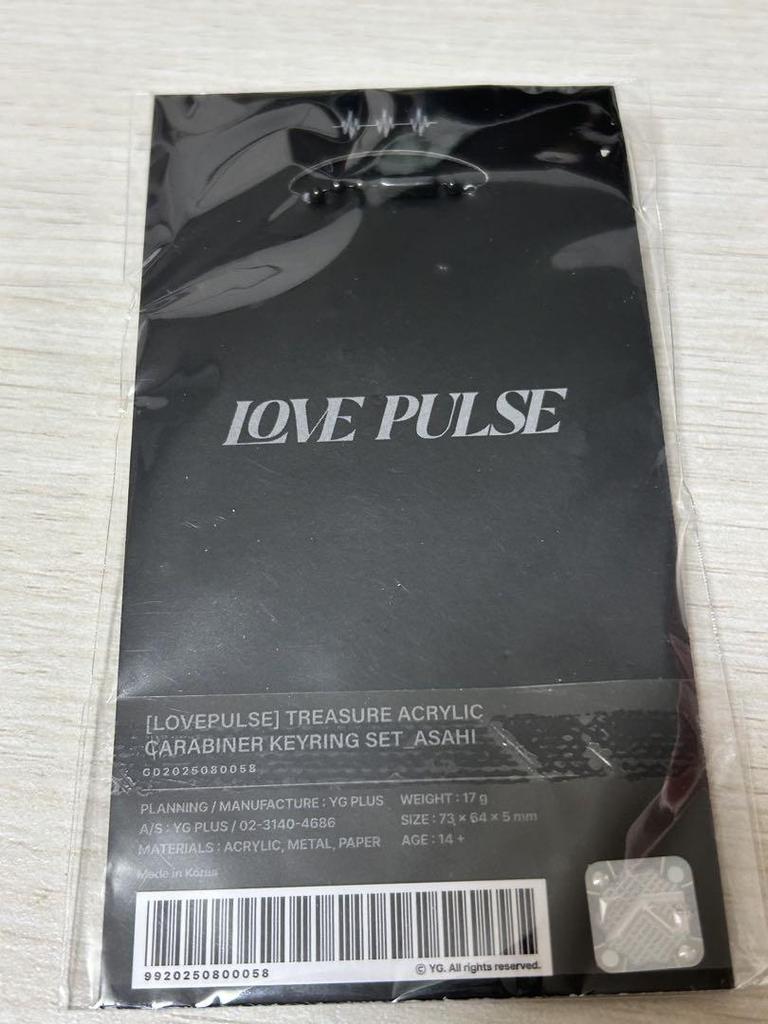 LOVE PULSE
[LOVEPULSE] TREASURE ACRYLIC
CARABINER KEYRING SET_ASAHI
GD2025080058
PLANNING / MANUFACTURE : YG PLUS
A/S : YG PLUS / 02-3140-4686
MATERIALS : ACRYLIC, METAL, PAPER
Made in Korea
WEIGHT : 17 g
SIZE : 73 × 64 × 5 mm
AGE : 14 +
9920250800058
© YG. All rights reserved.